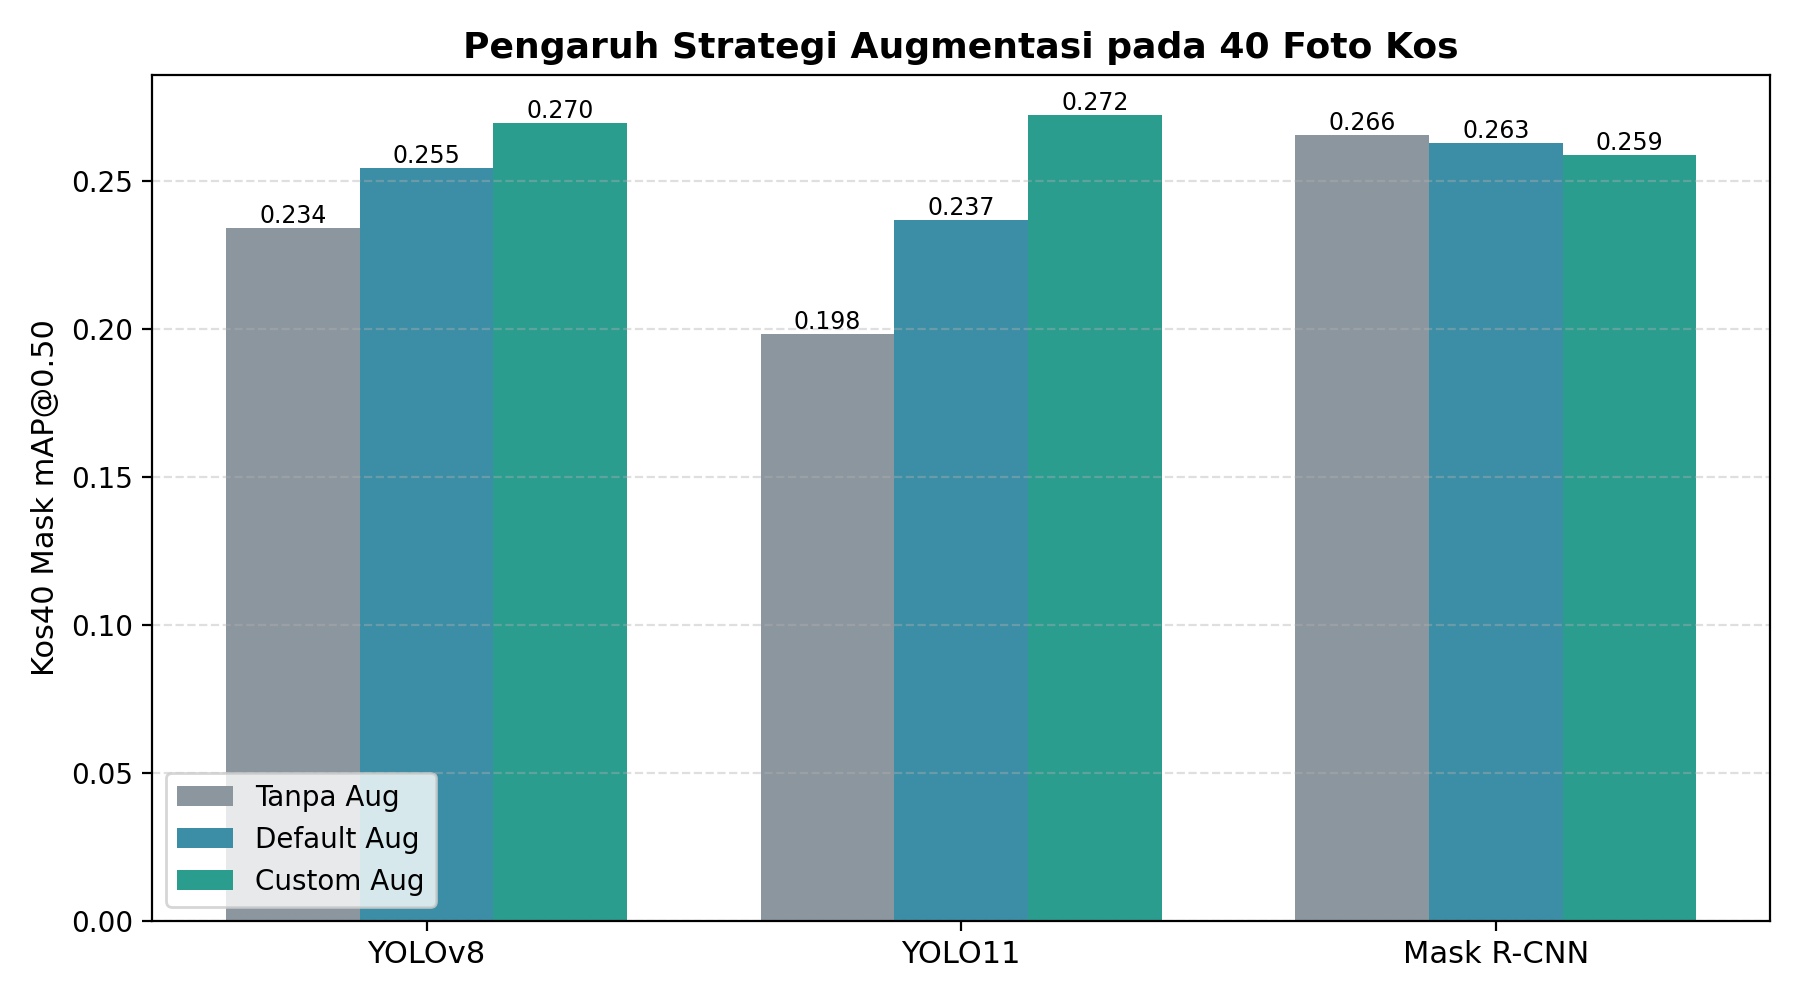 Pengaruh Strategi Augmentasi pada 40 Foto Kos
Kos40 Mask mAP@0.50
0.25
0.20
0.15
0.10
0.05
0.00
0.234
0.255
0.270
0.198
0.237
0.272
0.266
0.263
0.259
Tanpa Aug
Default Aug
Custom Aug
YOLOv8
YOLO11
Mask R-CNN